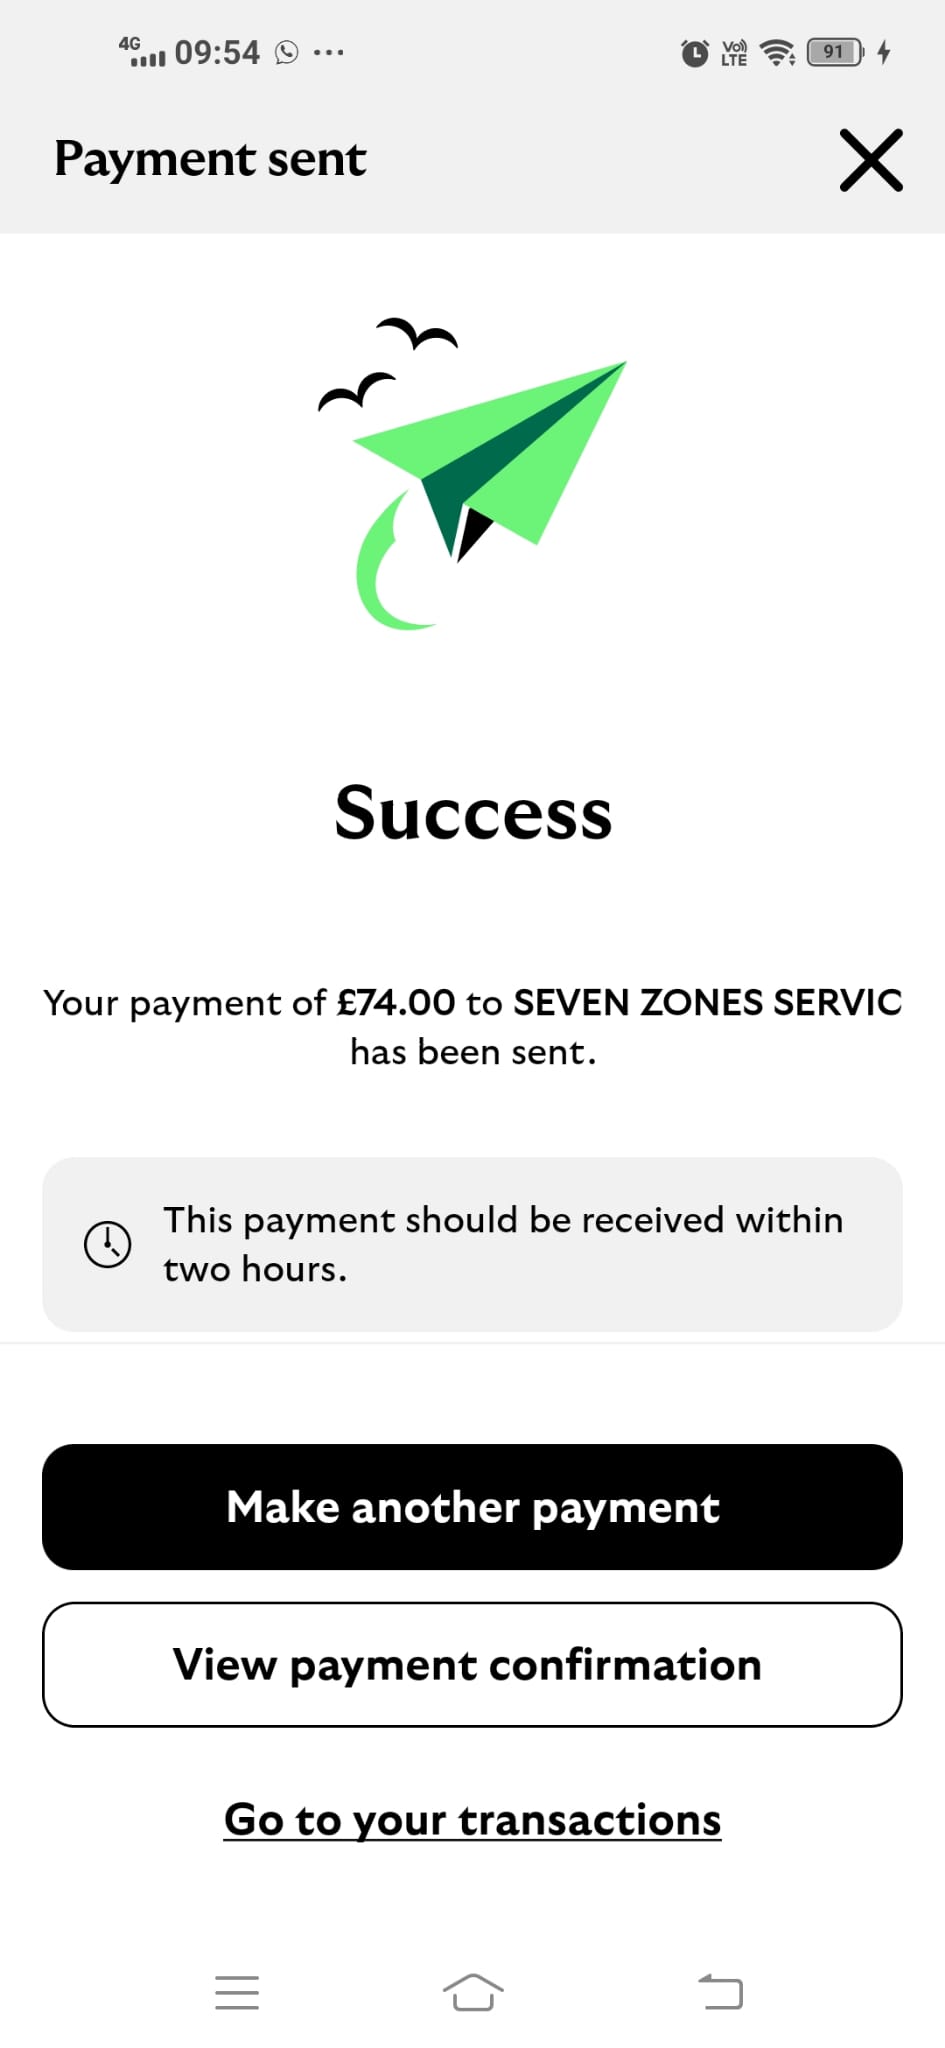 4G 09:54 Vo) LTE 91
Payment sent
Success
Your payment of £74.00 to SEVEN ZONES SERVIC
has been sent.
This payment should be received within
two hours.
Make another payment
View payment confirmation
Go to your transactions